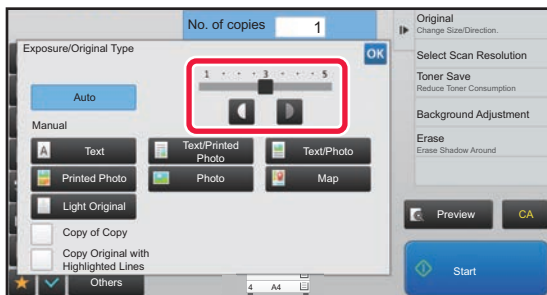 No. of copies 1
Original
Change Size/Direction.
Exposure/Original Type
OK
Select Scan Resolution
1 · · · 3 · · · 5
Toner Save
Reduce Toner Consumption
Auto
Background Adjustment
Manual
Erase
Erase Shadow Around
A Text
Text/Printed
Photo
Text/Photo
Printed Photo
Photo
Map
Light Original
Preview
CA
Copy of Copy
Copy Original with
Highlighted Lines
Start
Others
4 A4